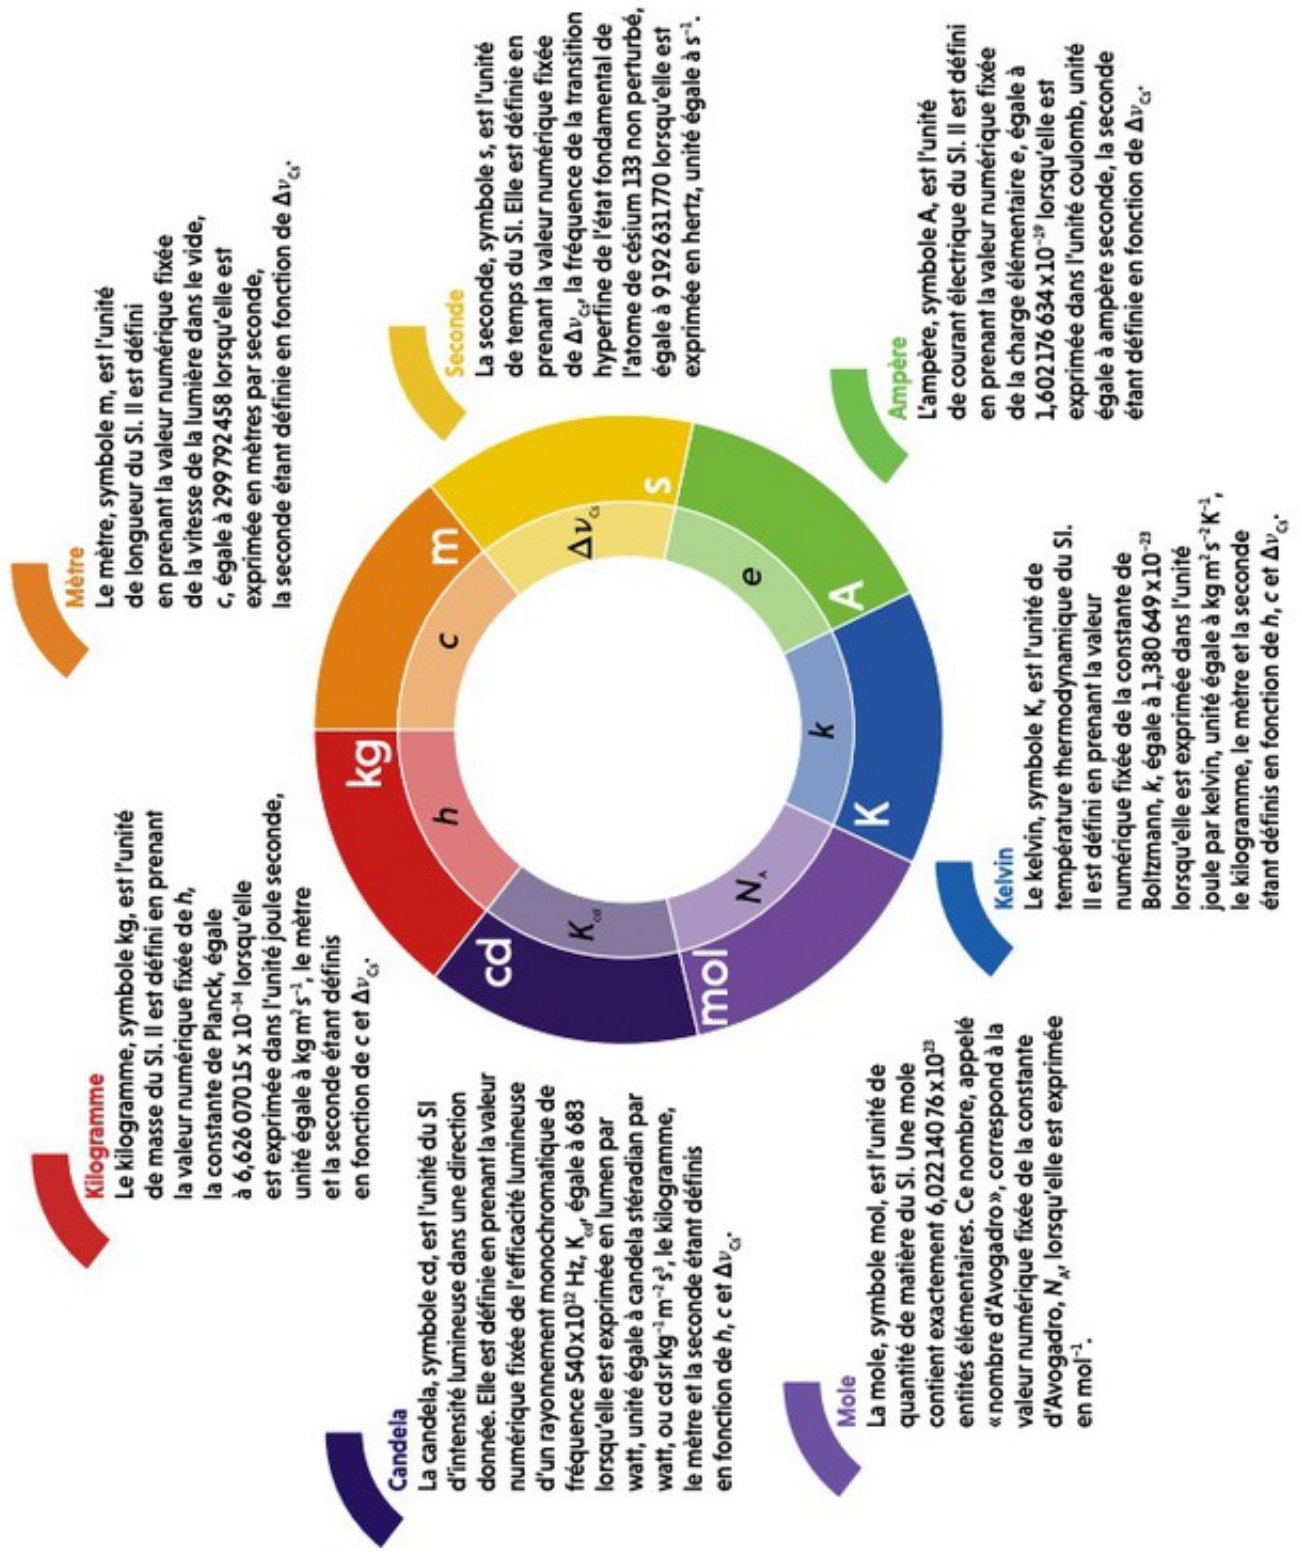 Kilogramme
Le kilogramme, symbole kg, est l'unité
de masse du SI. Il est défini en prenant
la valeur numérique fixée de h,
la constante de Planck, égale
à 6,626 070 15 x 10⁻³⁴ lorsqu'elle
est exprimée dans l'unité joule seconde,
unité égale à kg m² s⁻¹, le mètre
et la seconde étant définis
en fonction de c et Δν_Cs.
Mètre
Le mètre, symbole m, est l'unité
de longueur du SI. Il est défini
en prenant la valeur numérique fixée
de la vitesse de la lumière dans le vide,
c, égale à 299 792 458 lorsqu'elle est
exprimée en mètres par seconde,
la seconde étant définie en fonction de Δν_Cs.
Candela
La candela, symbole cd, est l'unité du SI
d'intensité lumineuse dans une direction
donnée. Elle est définie en prenant la valeur
numérique fixée de l'efficacité lumineuse
d'un rayonnement monochromatique de
fréquence 540x10¹² Hz, K_cd, égale à 683
lorsqu'elle est exprimée en lumen par
watt, unité égale à candela stéradian par
watt, ou cd sr kg⁻¹ m⁻² s³, le kilogramme,
le mètre et la seconde étant définis
en fonction de h, c et Δν_Cs.
kg
m
h
c
cd
K_cd
Δν_Cs
s
mol
N_A
e
A
k
K
Seconde
La seconde, symbole s, est l'unité
de temps du SI. Elle est définie en
prenant la valeur numérique fixée
de Δν_Cs, la fréquence de la transition
hyperfine de l'état fondamental de
l'atome de césium 133 non perturbé,
égale à 9 192 631 770 lorsqu'elle est
exprimée en hertz, unité égale à s⁻¹.
Mole
La mole, symbole mol, est l'unité de
quantité de matière du SI. Une mole
contient exactement 6,022 140 76 x 10²³
entités élémentaires. Ce nombre, appelé
«nombre d'Avogadro», correspond à la
valeur numérique fixée de la constante
d'Avogadro, N_A, lorsqu'elle est exprimée
en mol⁻¹.
Kelvin
Le kelvin, symbole K, est l'unité de
température thermodynamique du SI.
Il est défini en prenant la valeur
numérique fixée de la constante de
Boltzmann, k, égale à 1,380 649 x 10⁻²³
lorsqu'elle est exprimée dans l'unité
joule par kelvin, unité égale à kg m² s⁻² K⁻¹,
le kilogramme, le mètre et la seconde
étant définis en fonction de h, c et Δν_Cs.
Ampère
L'ampère, symbole A, est l'unité
de courant électrique du SI. Il est défini
en prenant la valeur numérique fixée
de la charge élémentaire e, égale à
1,602 176 634 x 10⁻¹⁹ lorsqu'elle est
exprimée dans l'unité coulomb, unité
égale à ampère seconde, la seconde
étant définie en fonction de Δν_Cs.